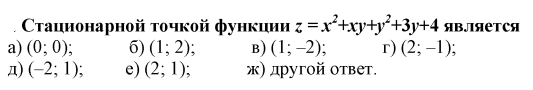 . Стационарной точкой функции z = x²+xy+y²+3y+4 является
а) (0; 0); б) (1; 2); в) (1; –2); г) (2; –1);
д) (–2; 1); е) (2; 1); ж) другой ответ.